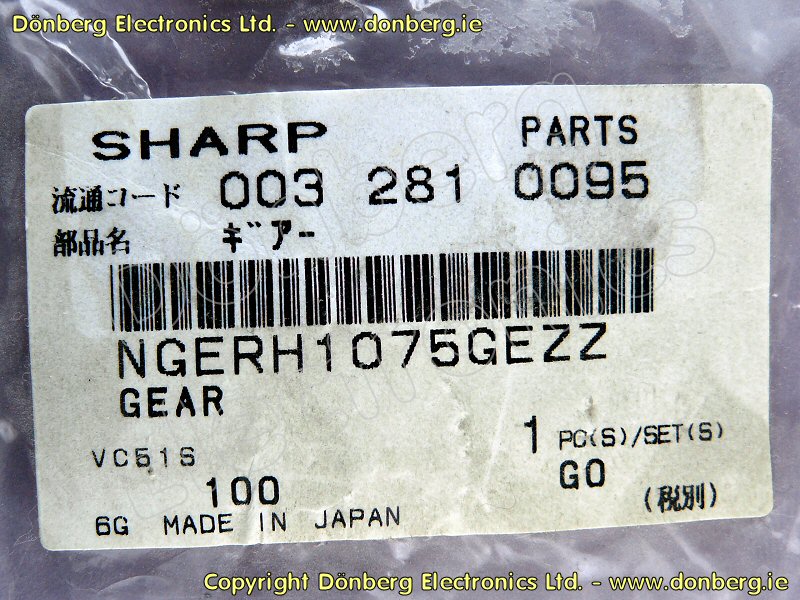 Dönberg Electronics Ltd. - www.donberg.ie
SHARP PARTS
流通コード 003 281 0095
部品名 ギアー
NGERH1075GEZZ
GEAR
1 PC(S)/SET(S)
VC51S
GO
100
(税別)
6G MADE IN JAPAN
Dönberg
Electronics
Copyright Dönberg Electronics Ltd. - www.donberg.ie